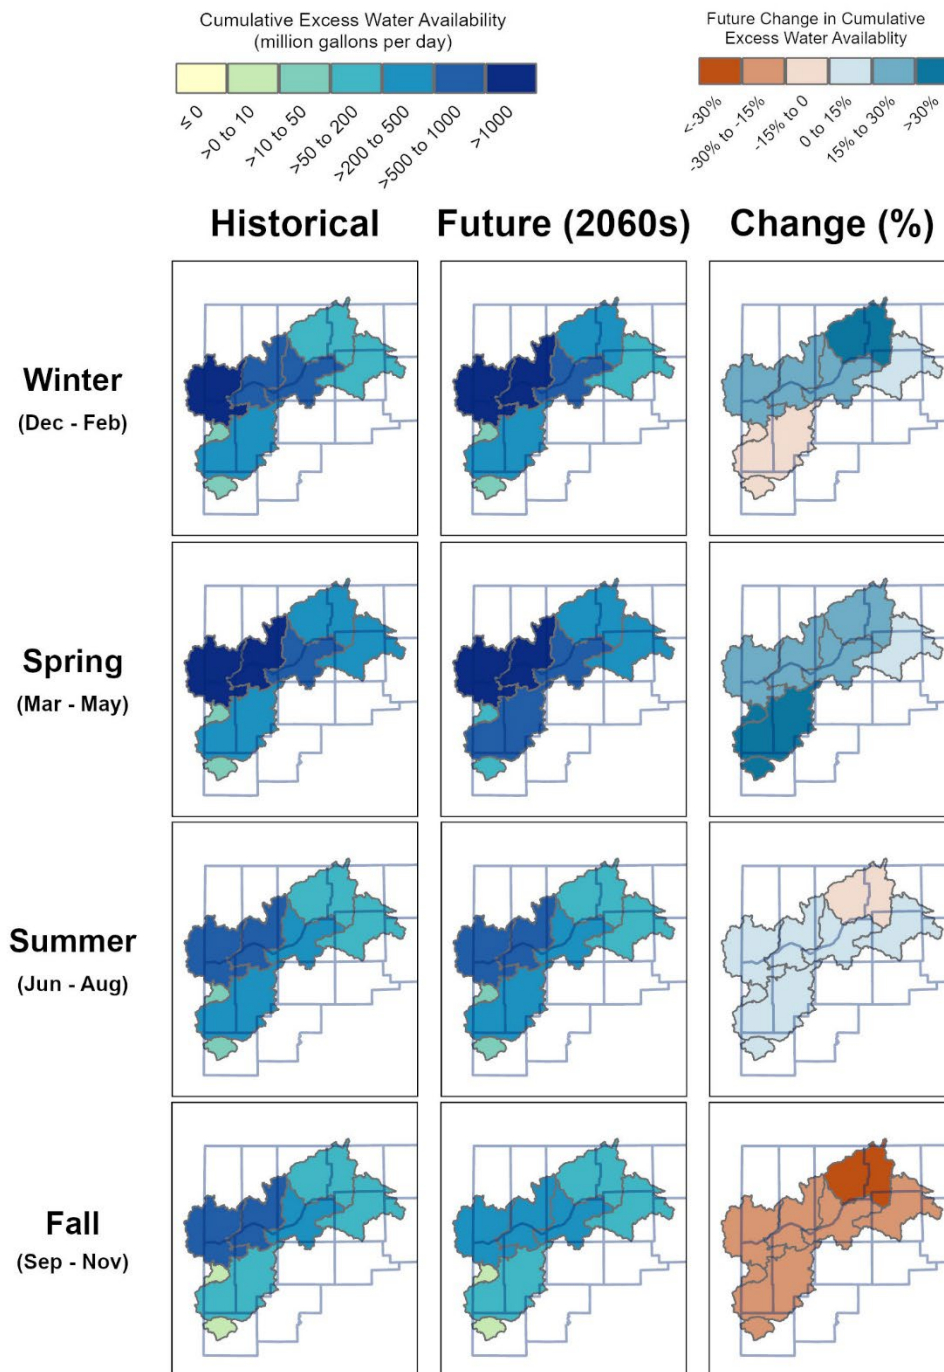 Cumulative Excess Water Availability
(million gallons per day)
≤ 0
>0 to 10
>10 to 50
>50 to 200
>200 to 500
>500 to 1000
>1000
Future Change in Cumulative
Excess Water Availablity
<-30%
-30% to -15%
-15% to 0
0 to 15%
15% to 30%
>30%
Historical
Future (2060s)
Change (%)
Winter
(Dec - Feb)
Spring
(Mar - May)
Summer
(Jun - Aug)
Fall
(Sep - Nov)